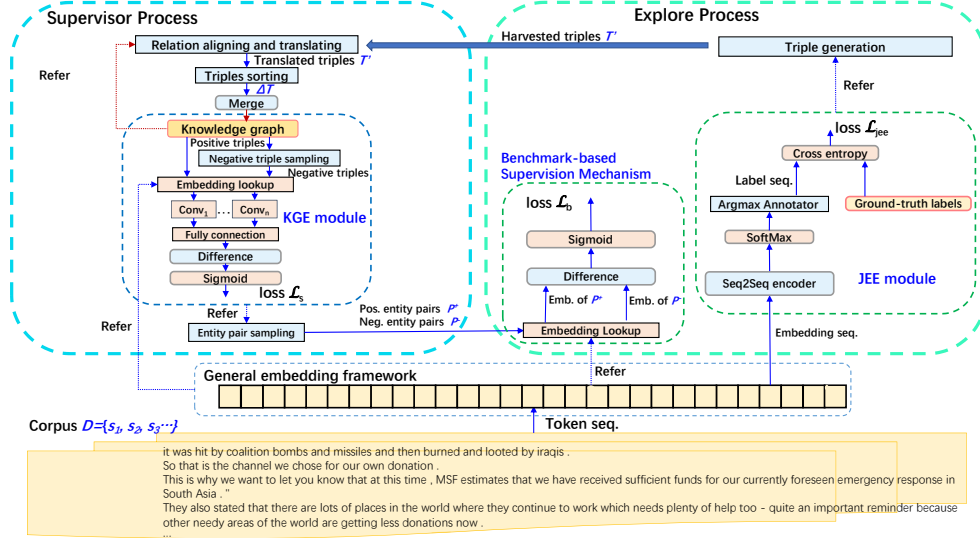 Supervisor Process
Explore Process
Relation aligning and translating
Harvested triples T'
Triple generation
Translated triples T'
Refer
Triples sorting
ΔT
Merge
Refer
Knowledge graph
Positive triples
Negative triple sampling
Negative triples
Embedding lookup
Conv1 ... Convn
KGE module
Fully connection
Difference
Sigmoid
loss ℒs
Refer
Refer
Entity pair sampling
Pos. entity pairs P+
Neg. entity pairs P-
Benchmark-based
Supervision Mechanism
loss ℒb
Sigmoid
Difference
Emb. of P+
Emb. of P-
Embedding Lookup
Refer
loss ℒjee
Cross entropy
Label seq.
Argmax Annotator
Ground-truth labels
SoftMax
Seq2Seq encoder
JEE module
Embedding seq.
General embedding framework
Corpus D={s1, s2, s3···}
Token seq.
it was hit by coalition bombs and missiles and then burned and looted by iraqis .
So that is the channel we chose for our own donation .
This is why we want to let you know that at this time , MSF estimates that we have received sufficient funds for our currently foreseen emergency response in
South Asia . "
They also stated that there are lots of places in the world where they continue to work which needs plenty of help too - quite an important reminder because
other needy areas of the world are getting less donations now .
...